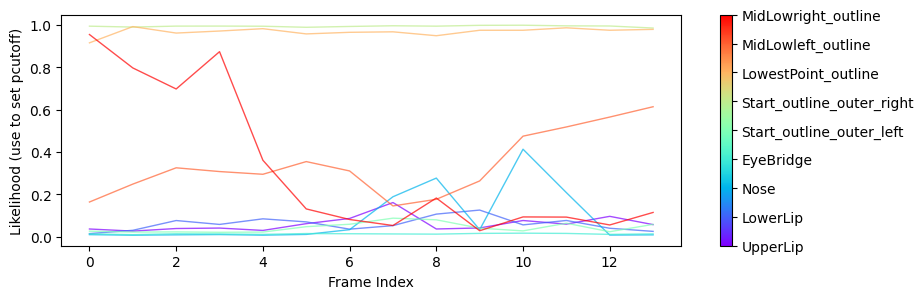 1.0
0.8
0.6
0.4
0.2
0.0
Likelihood (use to set pcutoff)
0 2 4 6 8 10 12
Frame Index
MidLowright_outline
MidLowleft_outline
LowestPoint_outline
Start_outline_outer_right
Start_outline_outer_left
EyeBridge
Nose
LowerLip
UpperLip